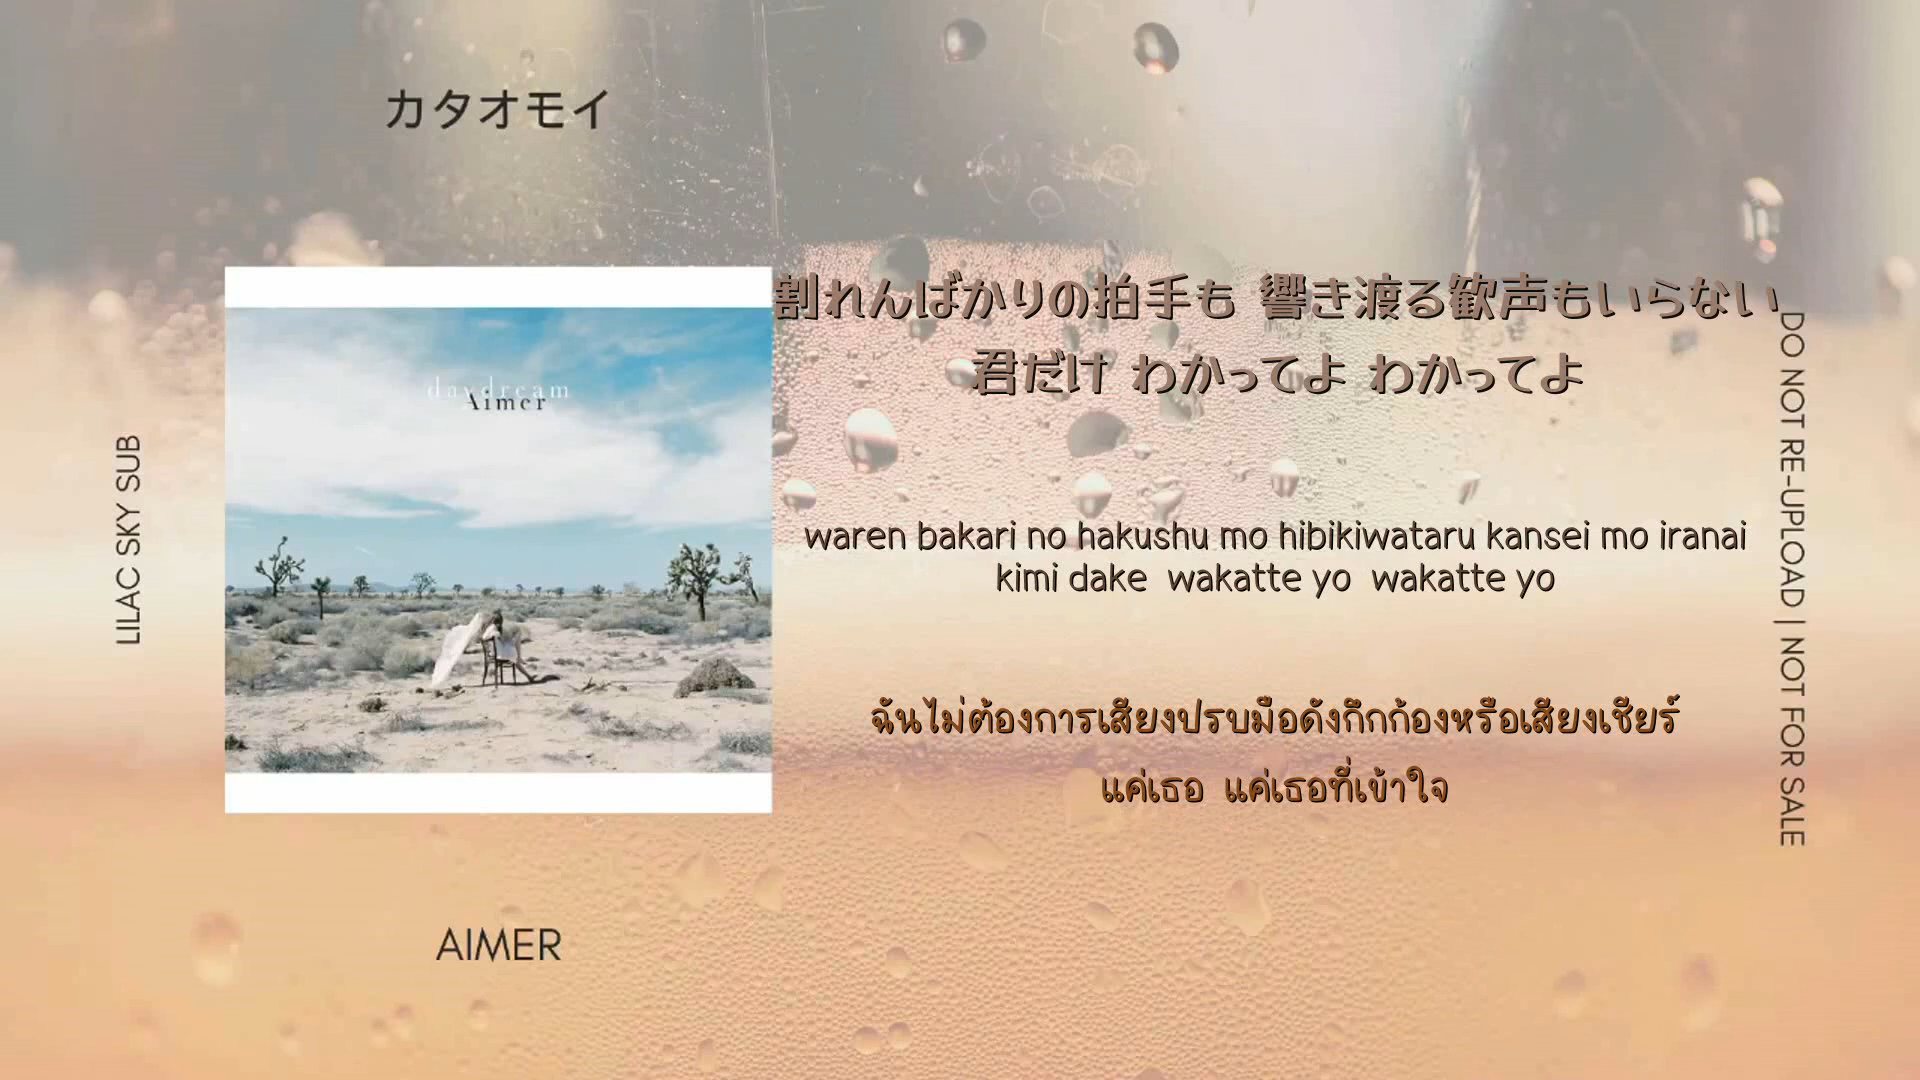 カタオモイ
LILAC SKY SUB
daydream
Aimer
AIMER
割れんばかりの拍手も 響き渡る歓声もいらない
君だけ わかってよ わかってよ
waren bakari no hakushu mo hibikiwataru kansei mo iranai
kimi dake wakatte yo wakatte yo
ฉันไม่ต้องการเสียงปรบมือดังกึกก้องหรือเสียงเชียร์
แค่เธอ แค่เธอที่เข้าใจ
DO NOT RE-UPLOAD | NOT FOR SALE